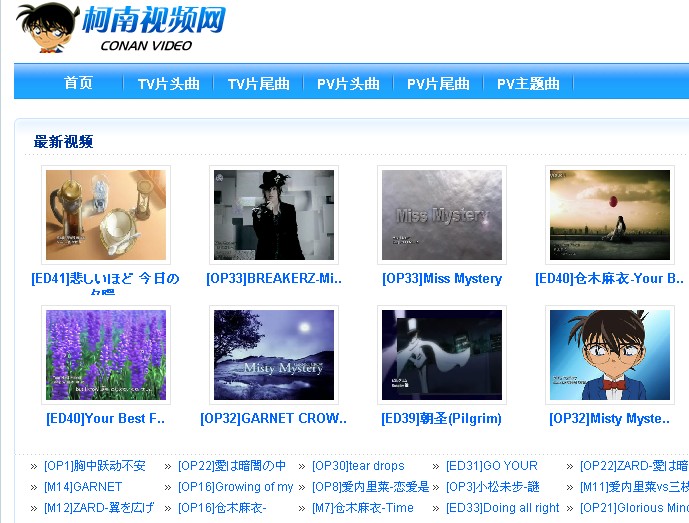 柯南视频网
CONAN VIDEO
首页 TV片头曲 TV片尾曲 PV片头曲 PV片尾曲 PV主题曲
最新视频
Miss Mystery
[ED41]悲しいほど 今日の
夕陽
[OP33]BREAKERZ-Mi..
[OP33]Miss Mystery
[ED40]仓木麻衣-Your B..
Misty Mystery
[ED40]Your Best F..
[OP32]GARNET CROW..
[ED39]朝圣(Pilgrim)
[OP32]Misty Myste..
» [OP1]胸中跃动不安 » [OP22]愛は暗闇の中 » [OP30]tear drops » [ED31]GO YOUR » [OP22]ZARD-愛は暗
» [M14]GARNET » [OP16]Growing of my » [OP8]爱内里菜-恋爱是 » [OP3]小松未步-謎 » [M11]爱内里菜vs三枝
» [M12]ZARD-翼を広げ » [OP16]仓木麻衣- » [M7]仓木麻衣-Time » [ED33]Doing all right » [OP21]Glorious Mind